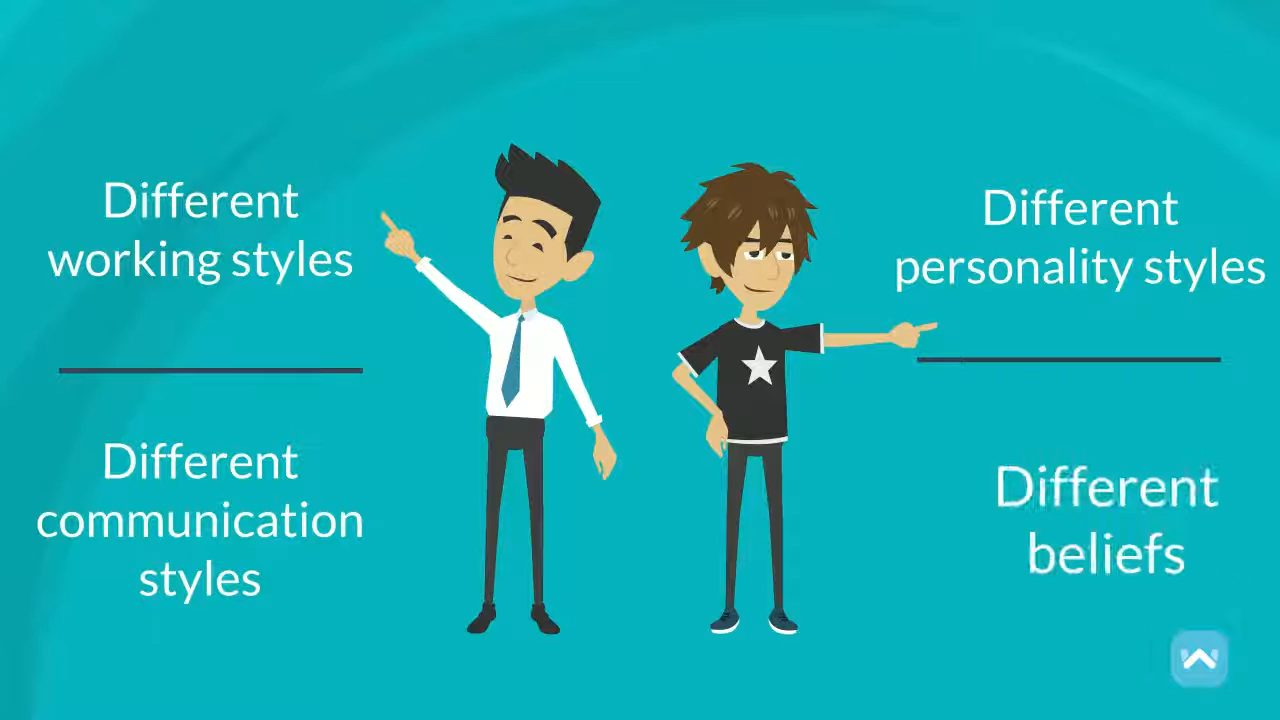 Different
working styles
Different
communication
styles
Different
personality styles
Different
beliefs